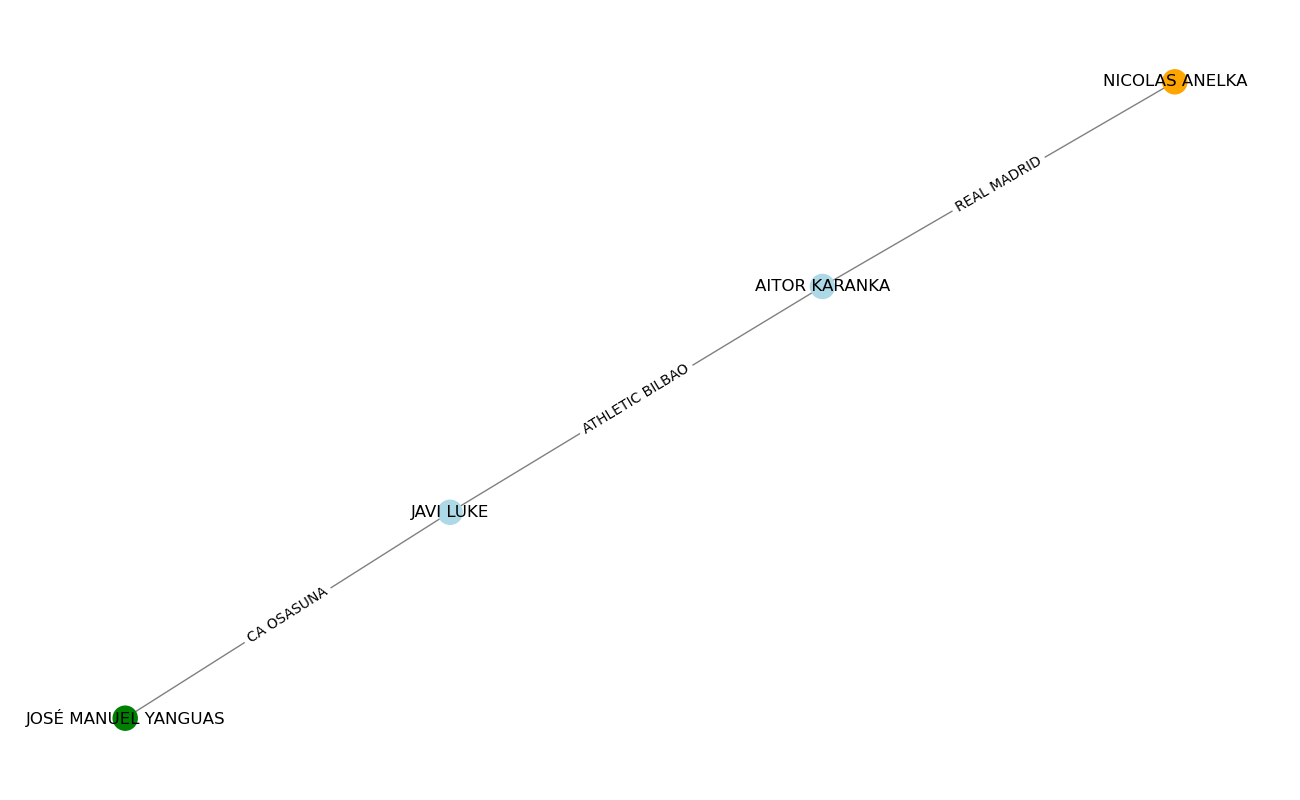 NICOLAS ANELKA
REAL MADRID
AITOR KARANKA
ATHLETIC BILBAO
JAVI LUKE
CA OSASUNA
JOSÉ MANUEL YANGUAS